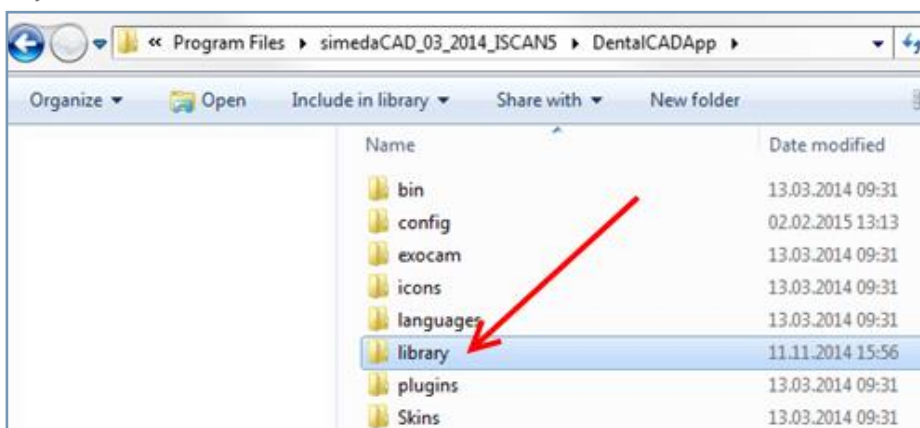 « Program Files ▸ simedaCAD_03_2014_ISCAN5 ▸ DentalCADApp ▸
Organize Open Include in library Share with New folder
Name Date modified
bin 13.03.2014 09:31
config 02.02.2015 13:13
exocam 13.03.2014 09:31
icons 13.03.2014 09:31
languages 13.03.2014 09:31
library 11.11.2014 15:56
plugins 13.03.2014 09:31
Skins 13.03.2014 09:31